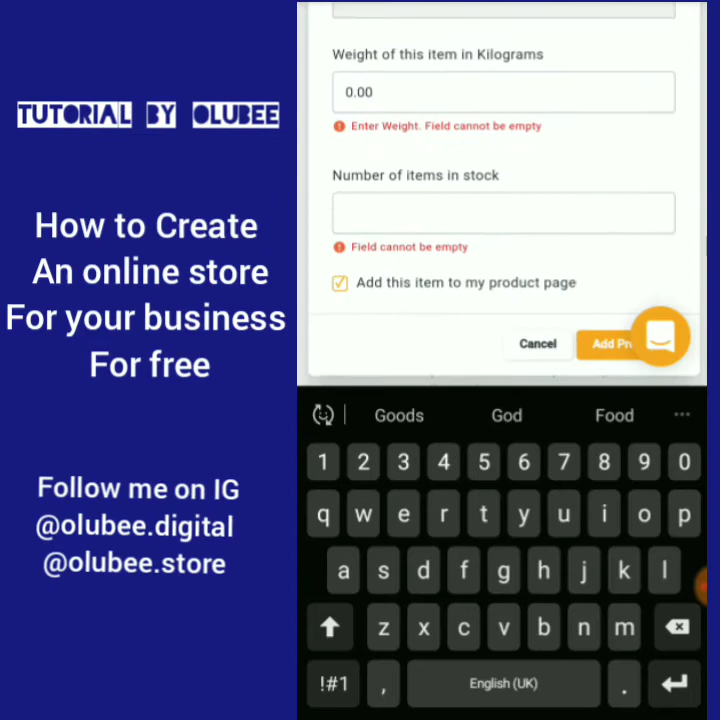 TUTORIAL BY OLUBEE
How to Create
An online store
For your business
For free
Follow me on IG
@olubee.digital
@olubee.store
Weight of this item in Kilograms
0.00
Enter Weight. Field cannot be empty
Number of items in stock
Field cannot be empty
Add this item to my product page
Cancel Add Pr
Goods God Food
1 2 3 4 5 6 7 8 9 0
q w e r t y u i o p
a s d f g h j k l
z x c v b n m
!#1 , English (UK) .